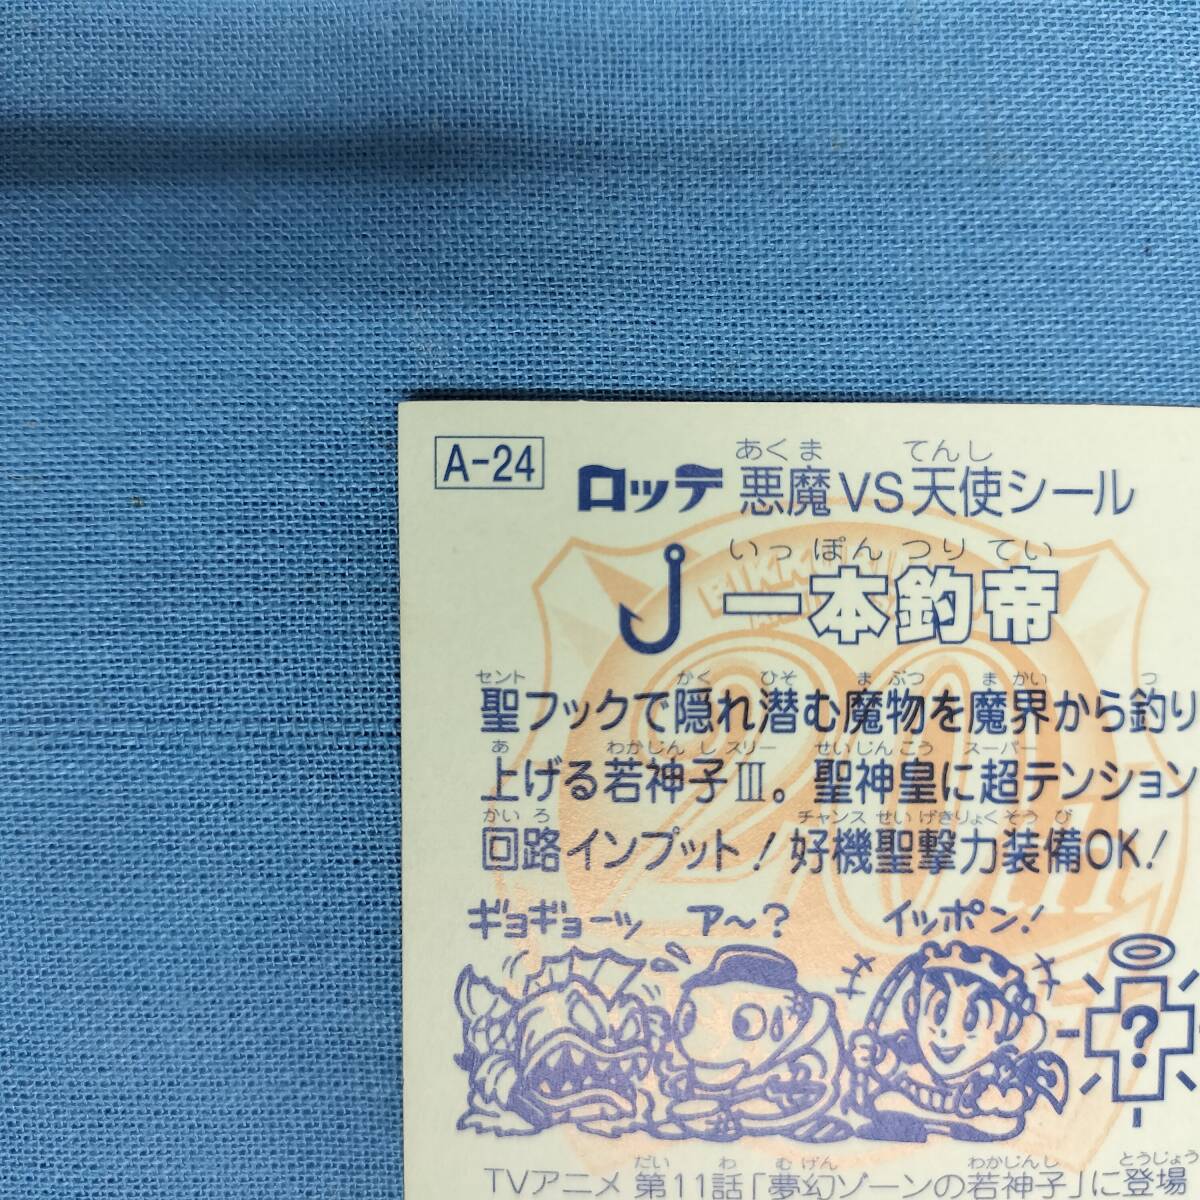 A-24
あくま てんし
ロッテ 悪魔VS天使シール
いっぽんつりてい
一本釣帝
セント かく ひそ まぶつ まかい つ
聖フックで隠れ潜む魔物を魔界から釣り
あ わかじんし スリー せいじんこう スーパー
上げる若神子Ⅲ。聖神皇に超テンション
かいろ チャンス せいげきりょくそうび
回路インプット!好機聖撃力装備OK!
ギョギョーッ ア〜? イッポン!
?
だい わ むげん わかじんし とうじょう
TVアニメ 第11話「夢幻ゾーンの若神子」に登場
20th